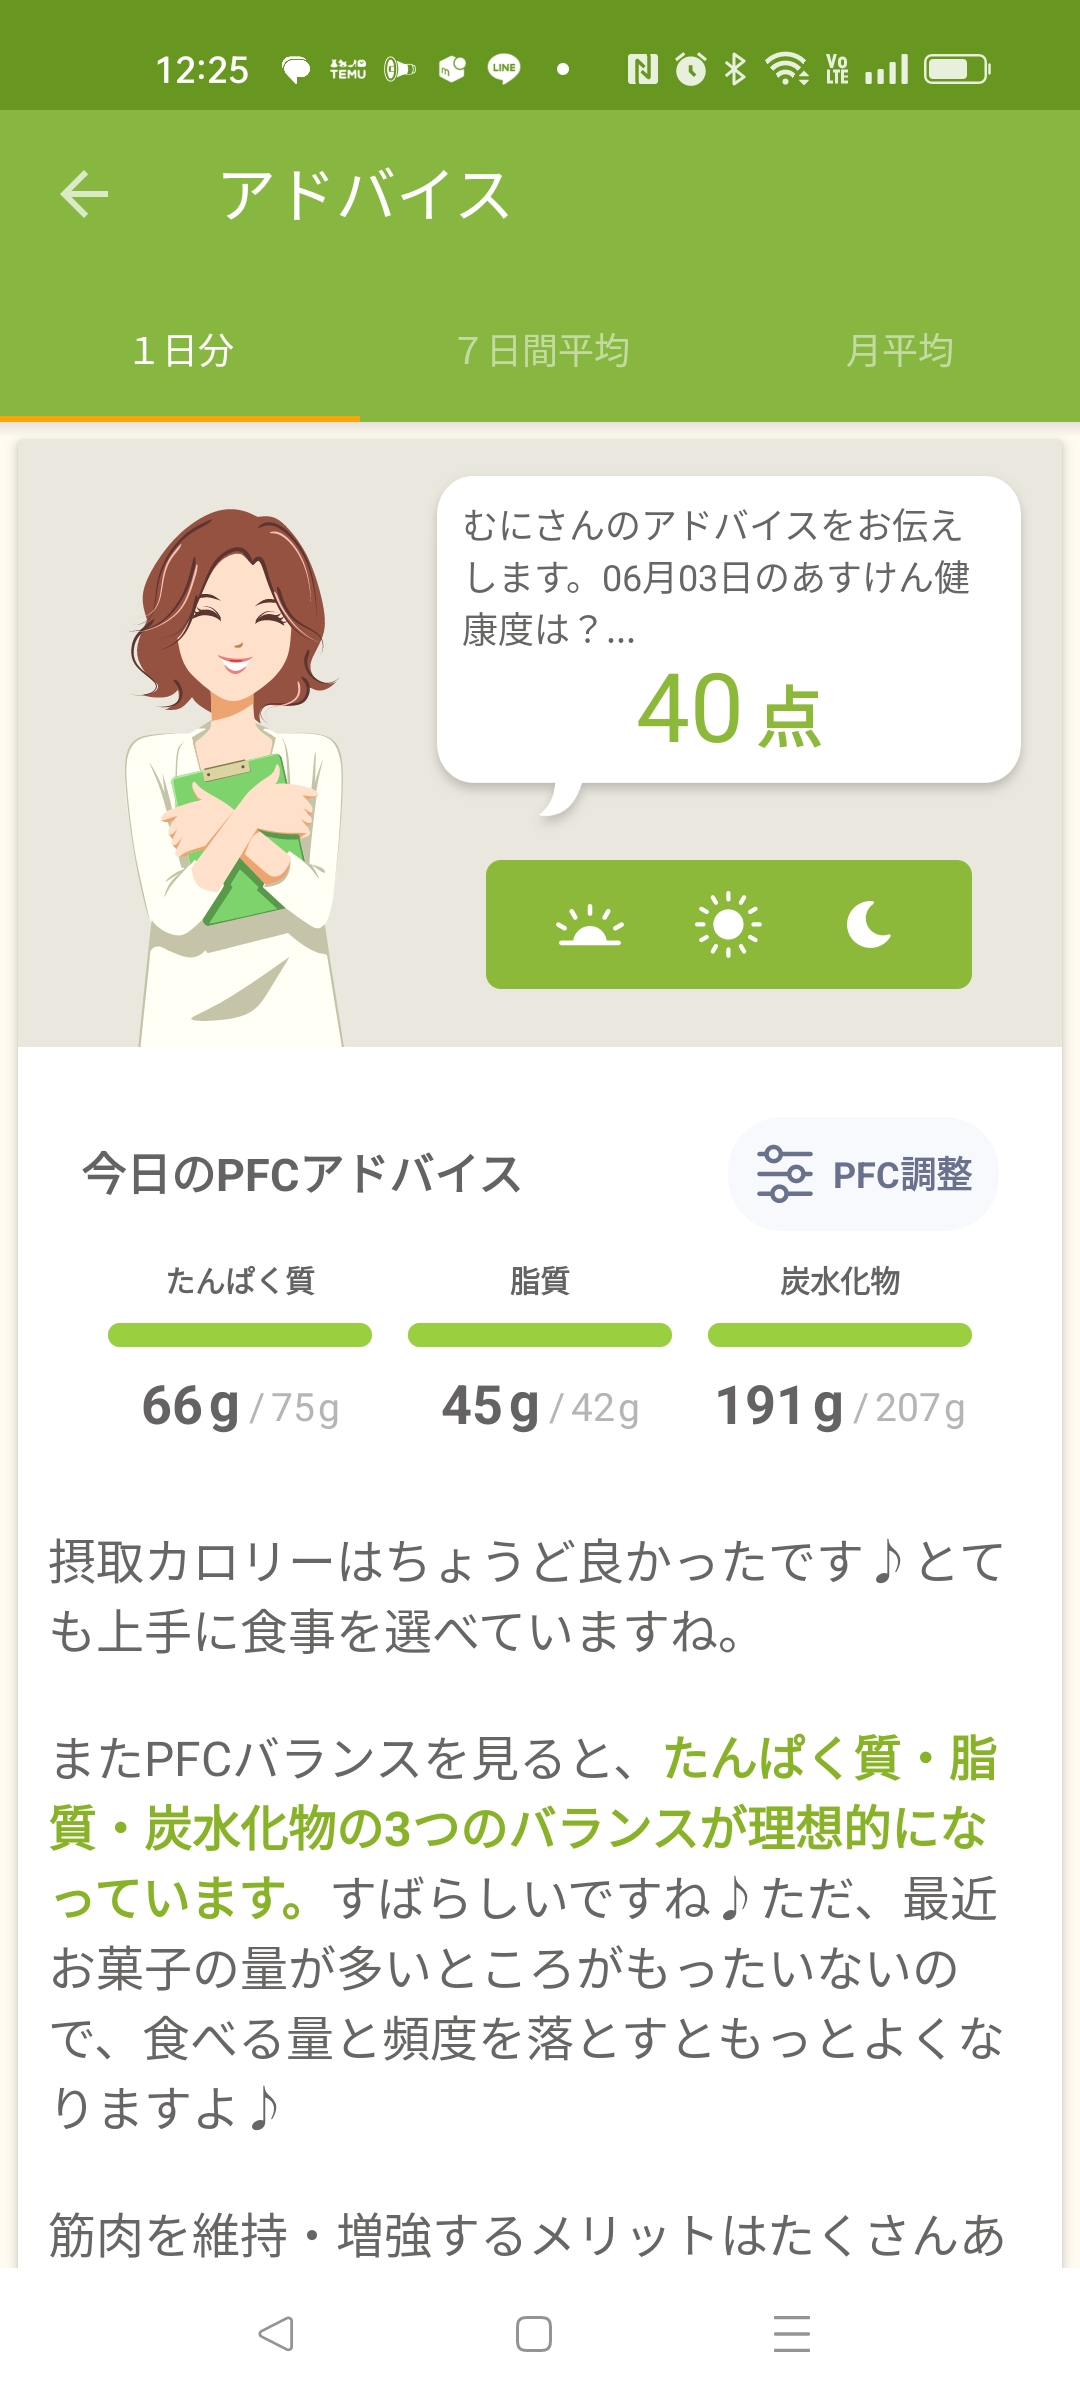 12:25
TEMU
LINE
Vo
LTE
アドバイス
1日分
7日間平均
月平均
むにさんのアドバイスをお伝え
します。06月03日のあすけん健
康度は？...
40点
今日のPFCアドバイス
PFC調整
たんぱく質
脂質
炭水化物
66g /75g
45g /42g
191g /207g
摂取カロリーはちょうど良かったです♪とて
も上手に食事を選べていますね。
またPFCバランスを見ると、たんぱく質・脂
質・炭水化物の3つのバランスが理想的にな
っています。すばらしいですね♪ただ、最近
お菓子の量が多いところがもったいないの
で、食べる量と頻度を落とすともっとよくな
りますよ♪
筋肉を維持・増強するメリットはたくさんあ